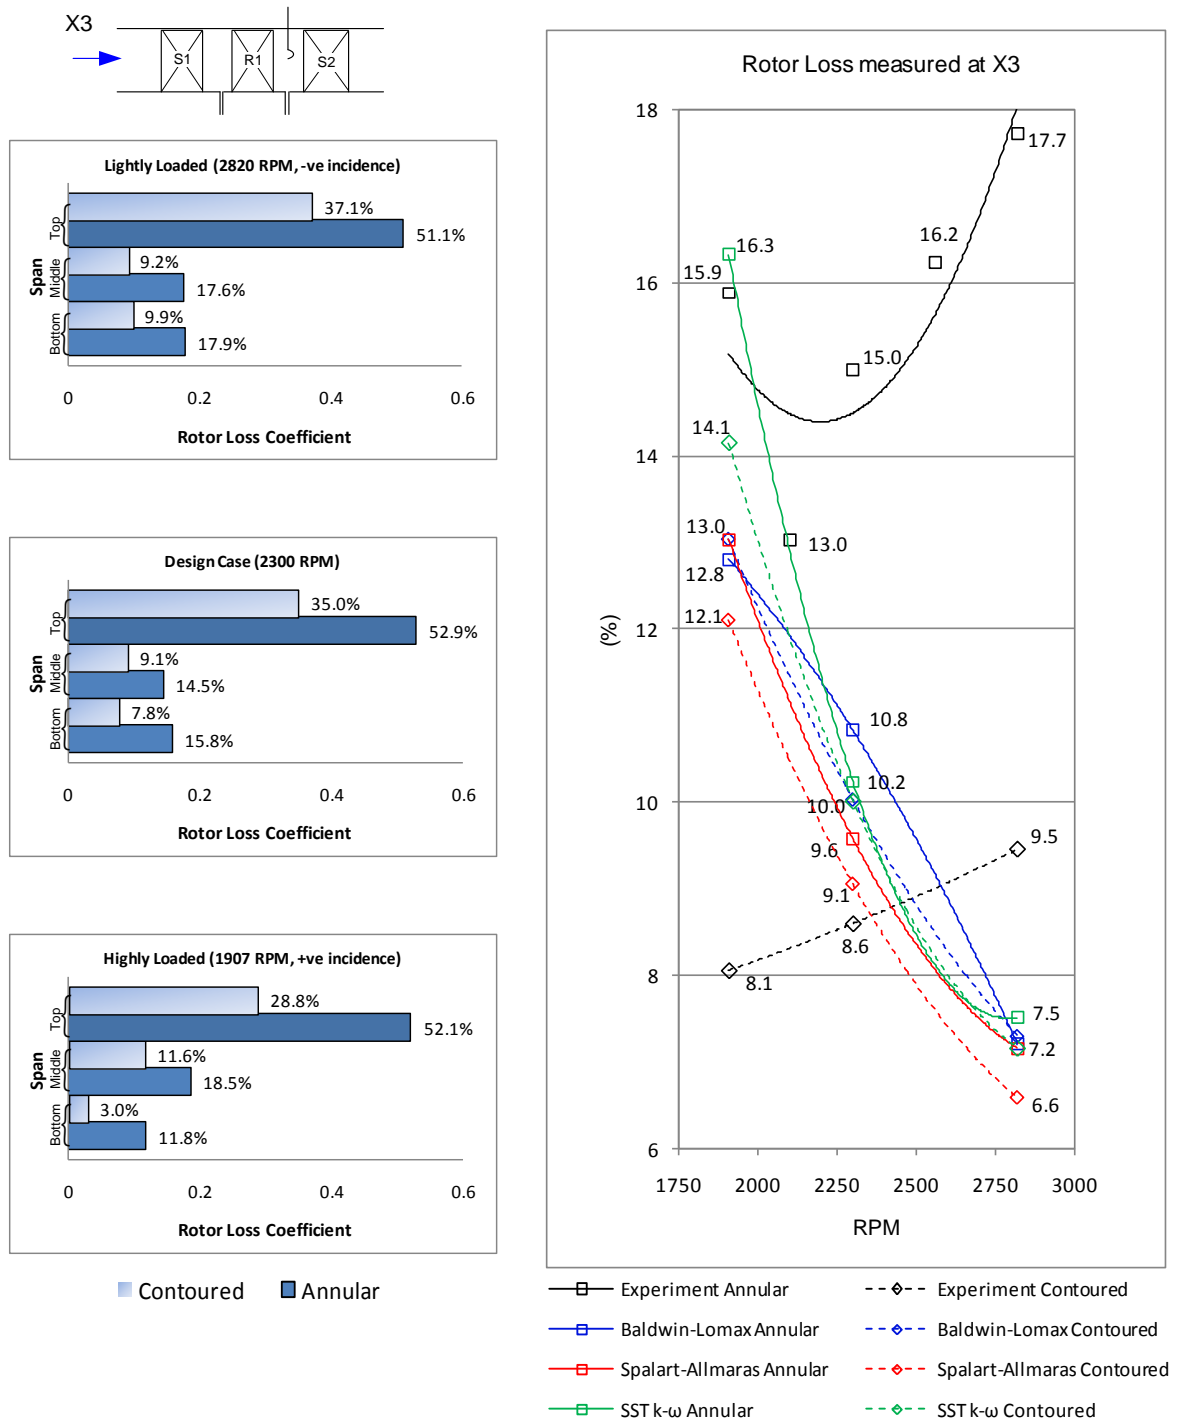 X3
S1
R1
S2
Lightly Loaded (2820 RPM, -ve incidence)
Span
Top
Middle
Bottom
37.1%
51.1%
9.2%
17.6%
9.9%
17.9%
0 0.2 0.4 0.6
Rotor Loss Coefficient
Design Case (2300 RPM)
Span
Top
Middle
Bottom
35.0%
52.9%
9.1%
14.5%
7.8%
15.8%
0 0.2 0.4 0.6
Rotor Loss Coefficient
Highly Loaded (1907 RPM, +ve incidence)
Span
Top
Middle
Bottom
28.8%
52.1%
11.6%
18.5%
3.0%
11.8%
0 0.2 0.4 0.6
Rotor Loss Coefficient
Contoured Annular
Rotor Loss measured at X3
(%)
18
16
14
12
10
8
6
17.7
16.2
16.3
15.9
15.0
14.1
13.0
13.0
12.8
12.1
10.8
10.2
10.0
9.6
9.1
9.5
8.6
8.1
7.5
7.2
6.6
1750 2000 2250 2500 2750 3000
RPM
Experiment Annular
Experiment Contoured
Baldwin-Lomax Annular
Baldwin-Lomax Contoured
Spalart-Allmaras Annular
Spalart-Allmaras Contoured
SST k-ω Annular
SST k-ω Contoured